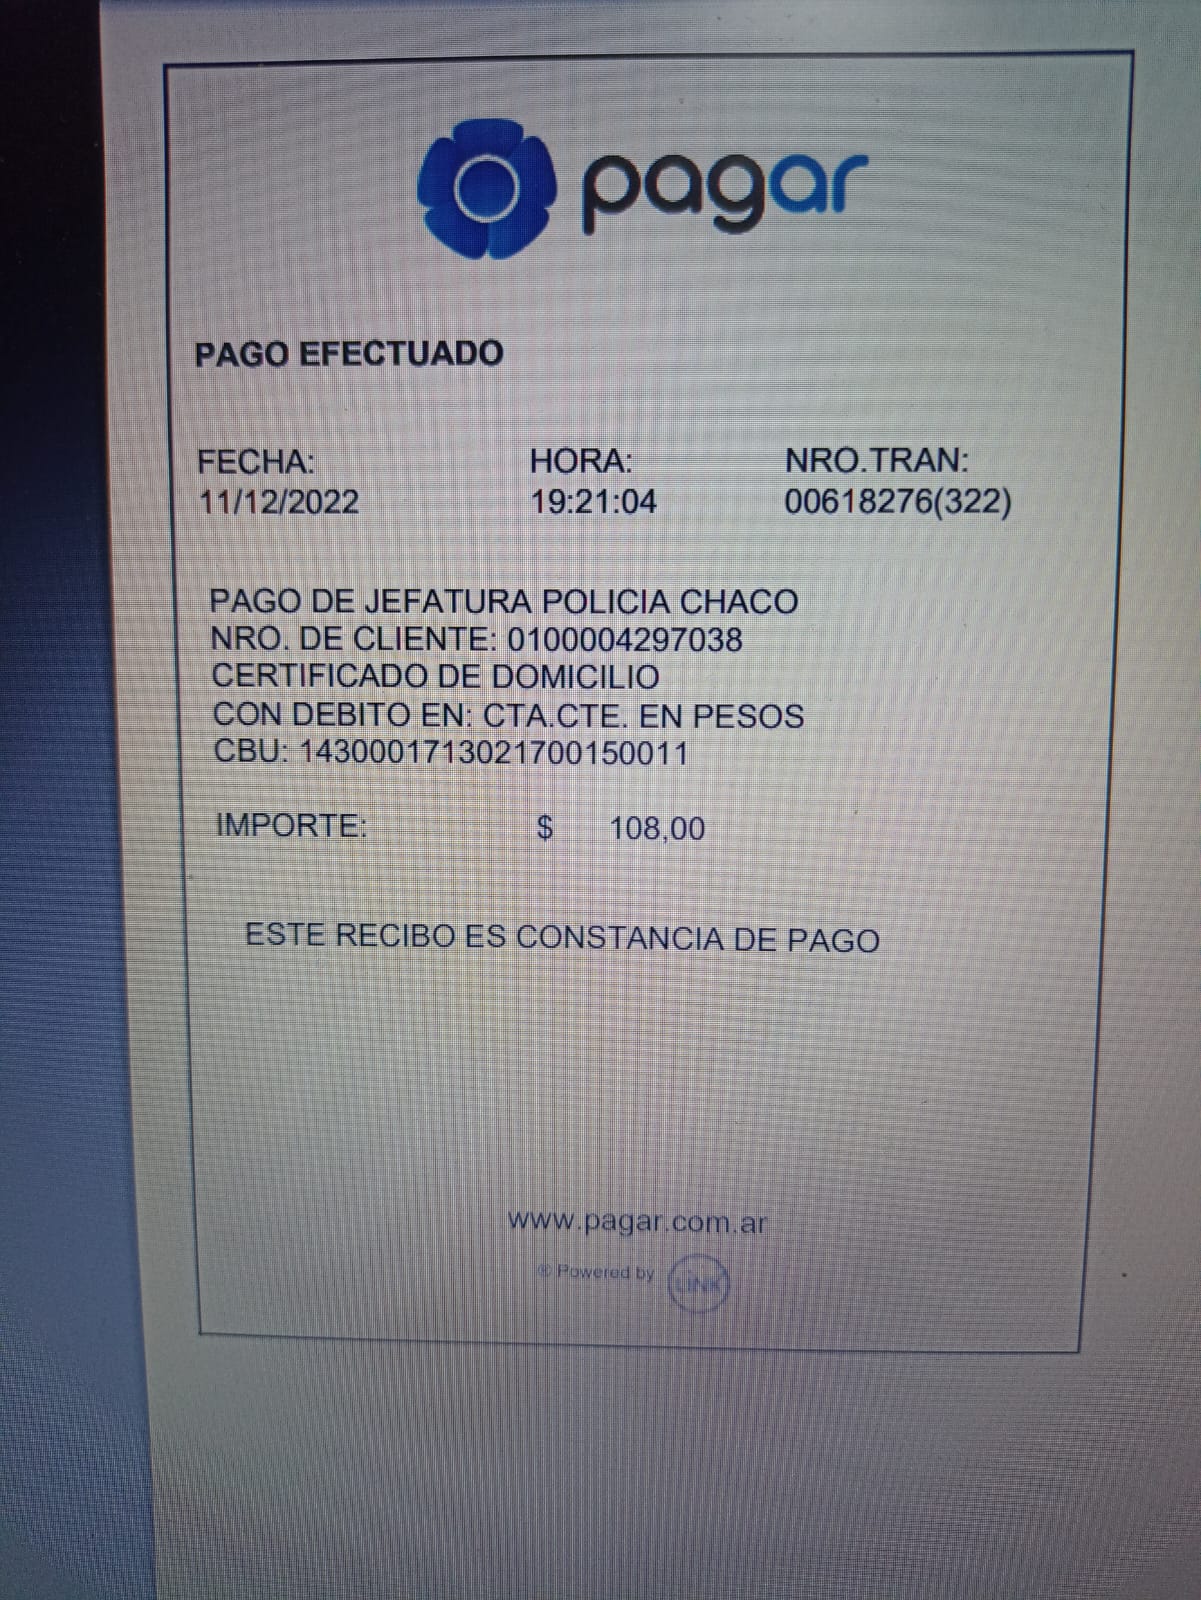 pagar
PAGO EFECTUADO
FECHA: HORA: NRO.TRAN:
11/12/2022 19:21:04 00618276(322)
PAGO DE JEFATURA POLICIA CHACO
NRO. DE CLIENTE: 0100004297038
CERTIFICADO DE DOMICILIO
CON DEBITO EN: CTA.CTE. EN PESOS
CBU: 1430001713021700150011
IMPORTE: $ 108,00
ESTE RECIBO ES CONSTANCIA DE PAGO
www.pagar.com.ar
® Powered by LINK